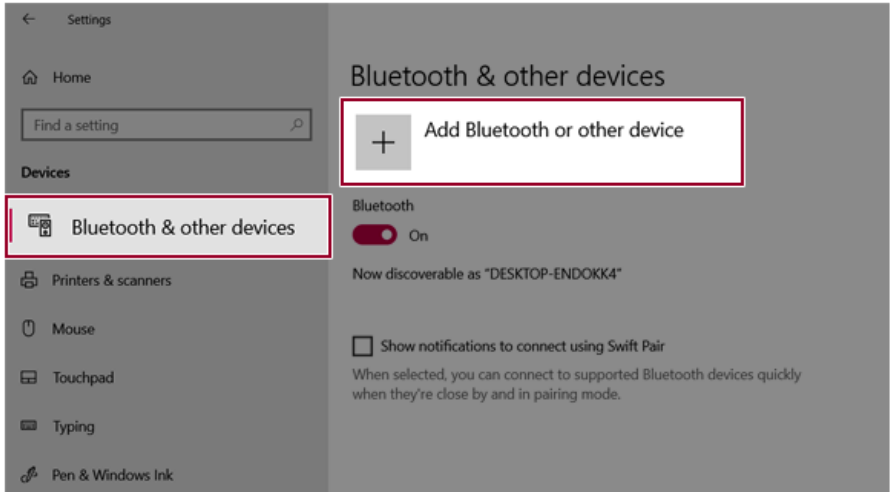 Settings
Home
Find a setting
Devices
Bluetooth & other devices
Printers & scanners
Mouse
Touchpad
Typing
Pen & Windows Ink
Bluetooth & other devices
Add Bluetooth or other device
Bluetooth
On
Now discoverable as "DESKTOP-ENDOKK4"
Show notifications to connect using Swift Pair
When selected, you can connect to supported Bluetooth devices quickly
when they're close by and in pairing mode.